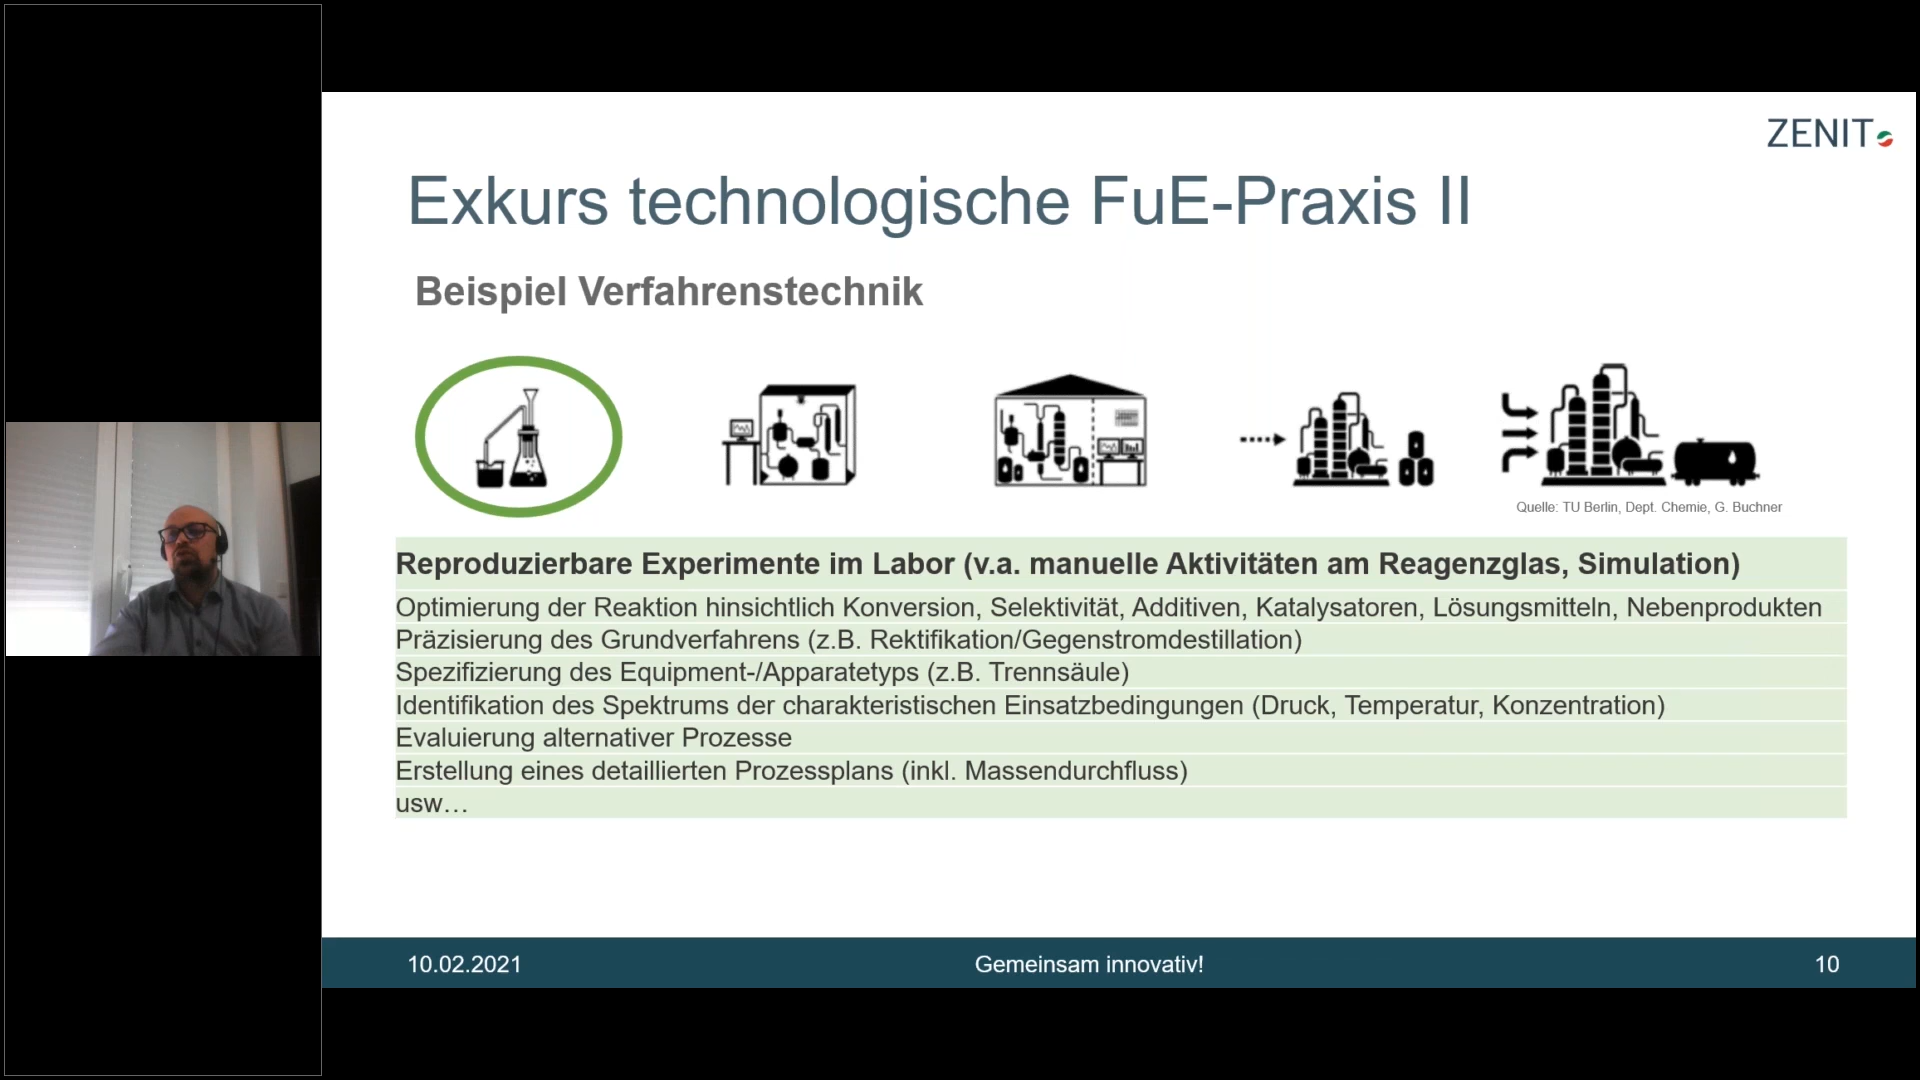 ZENIT
Exkurs technologische FuE-Praxis II
Beispiel Verfahrenstechnik
Quelle: TU Berlin, Dept. Chemie, G. Buchner
Reproduzierbare Experimente im Labor (v.a. manuelle Aktivitäten am Reagenzglas, Simulation)
Optimierung der Reaktion hinsichtlich Konversion, Selektivität, Additiven, Katalysatoren, Lösungsmitteln, Nebenprodukten
Präzisierung des Grundverfahrens (z.B. Rektifikation/Gegenstromdestillation)
Spezifizierung des Equipment-/Apparatetyps (z.B. Trennsäule)
Identifikation des Spektrums der charakteristischen Einsatzbedingungen (Druck, Temperatur, Konzentration)
Evaluierung alternativer Prozesse
Erstellung eines detaillierten Prozessplans (inkl. Massendurchfluss)
usw…
10.02.2021
Gemeinsam innovativ!
10